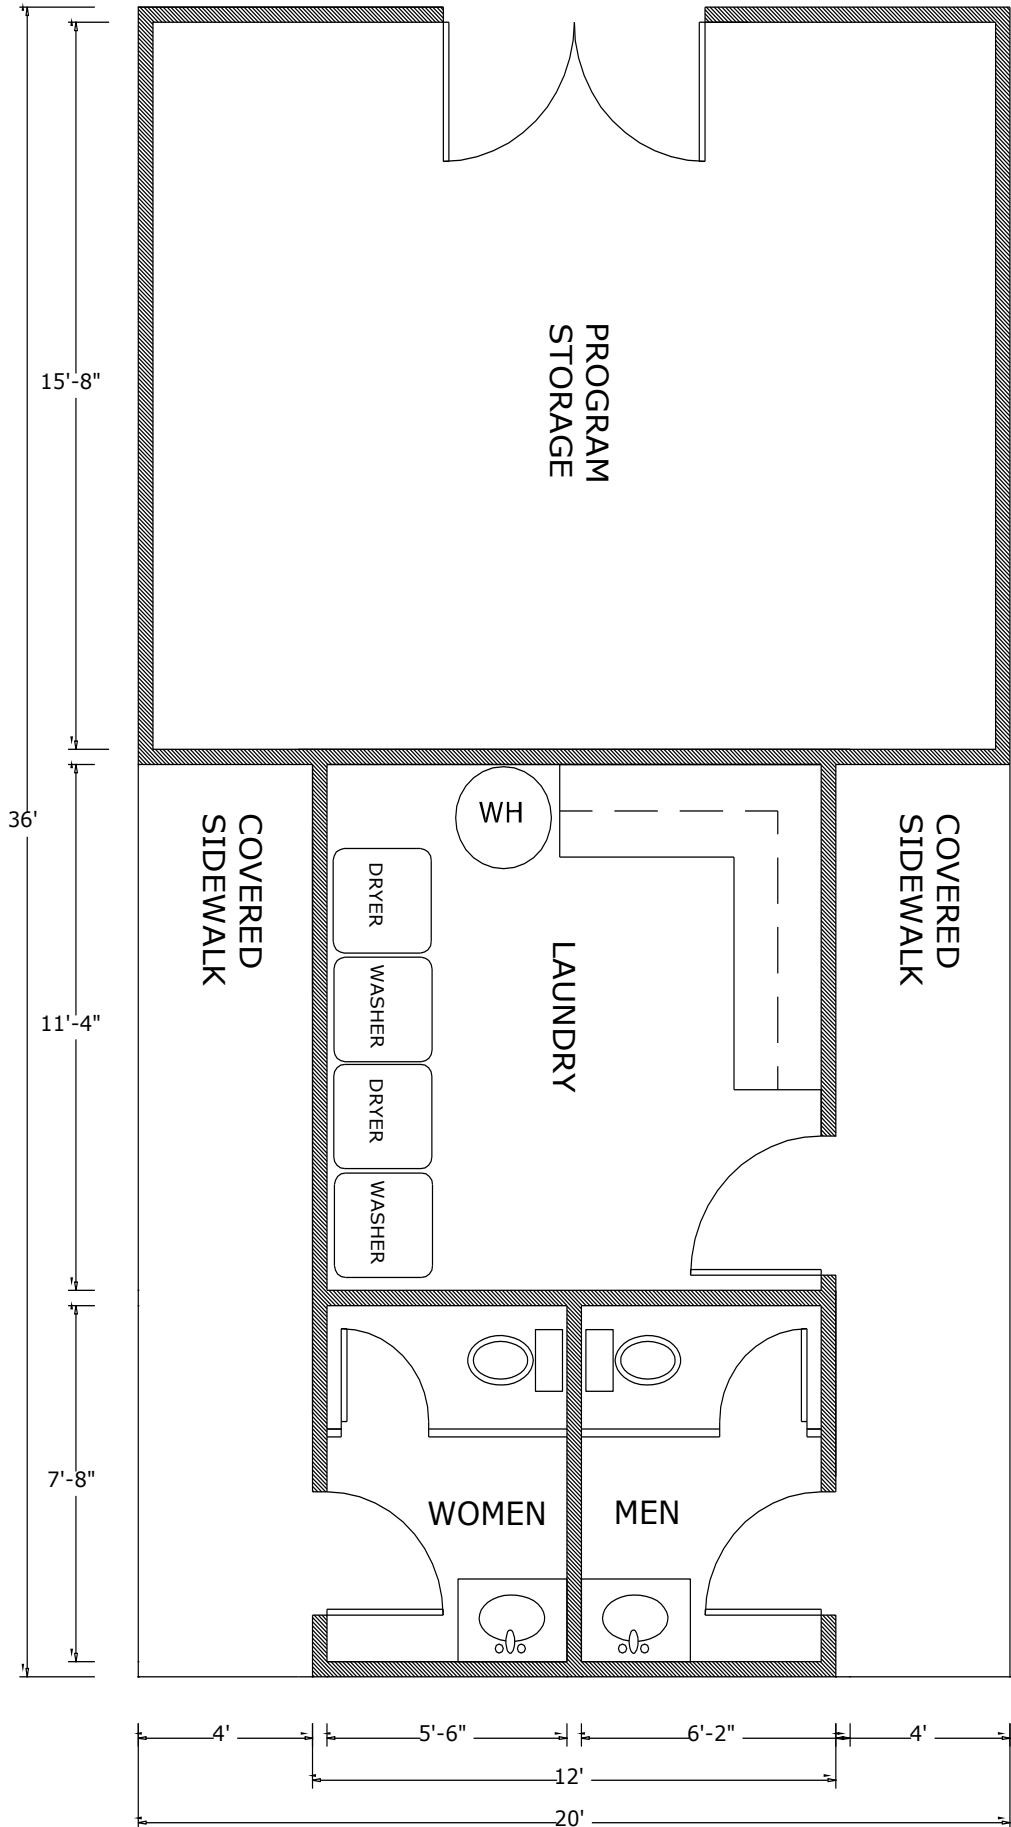 15'-8"
PROGRAM
STORAGE
36'
WH
COVERED
SIDEWALK
COVERED
SIDEWALK
DRYER
LAUNDRY
WASHER
11'-4"
DRYER
WASHER
7'-8"
WOMEN
MEN
4'
5'-6"
6'-2"
4'
12'
20'